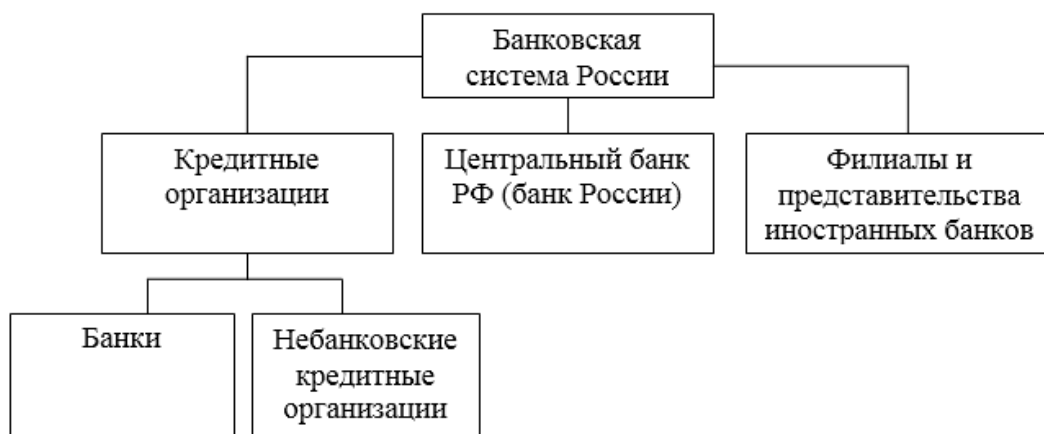 Банковская
система России
Кредитные
организации
Центральный банк
РФ (банк России)
Филиалы и
представительства
иностранных банков
Банки
Небанковские
кредитные
организации